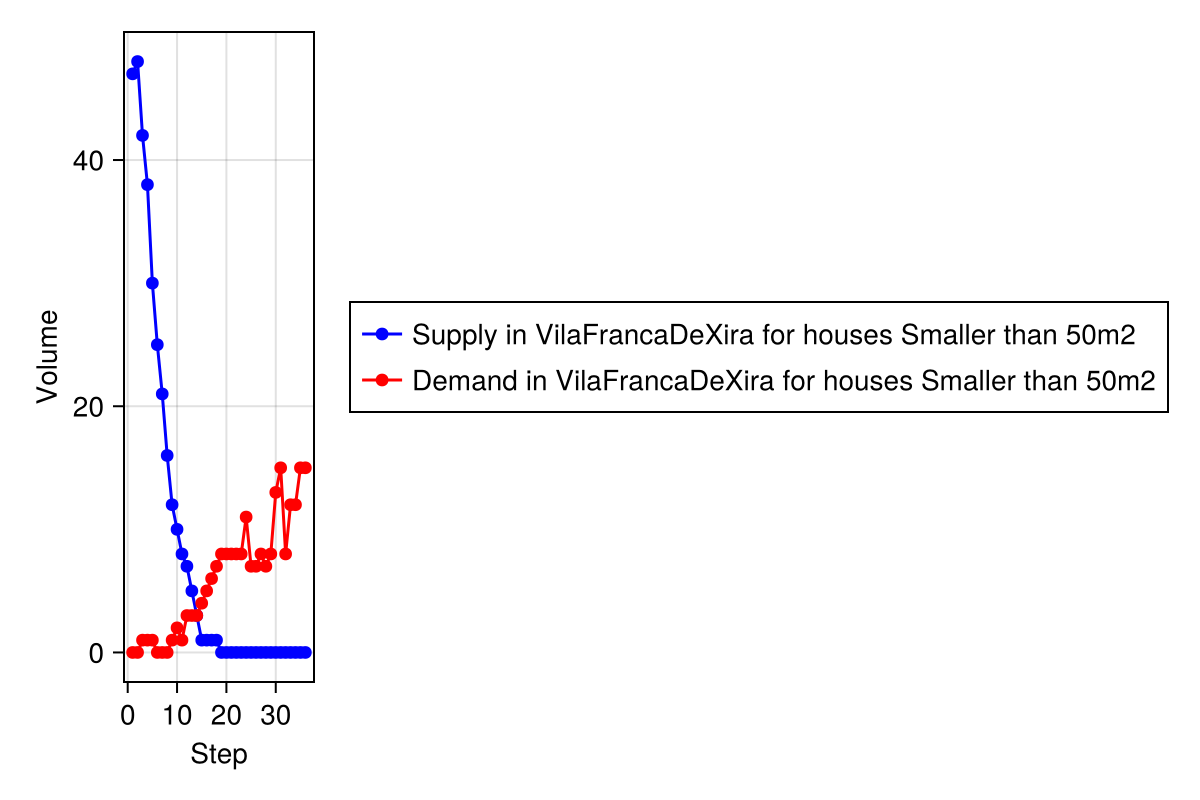 Volume
40
20
0
0 10 20 30
Step
Supply in VilaFrancaDeXira for houses Smaller than 50m2
Demand in VilaFrancaDeXira for houses Smaller than 50m2